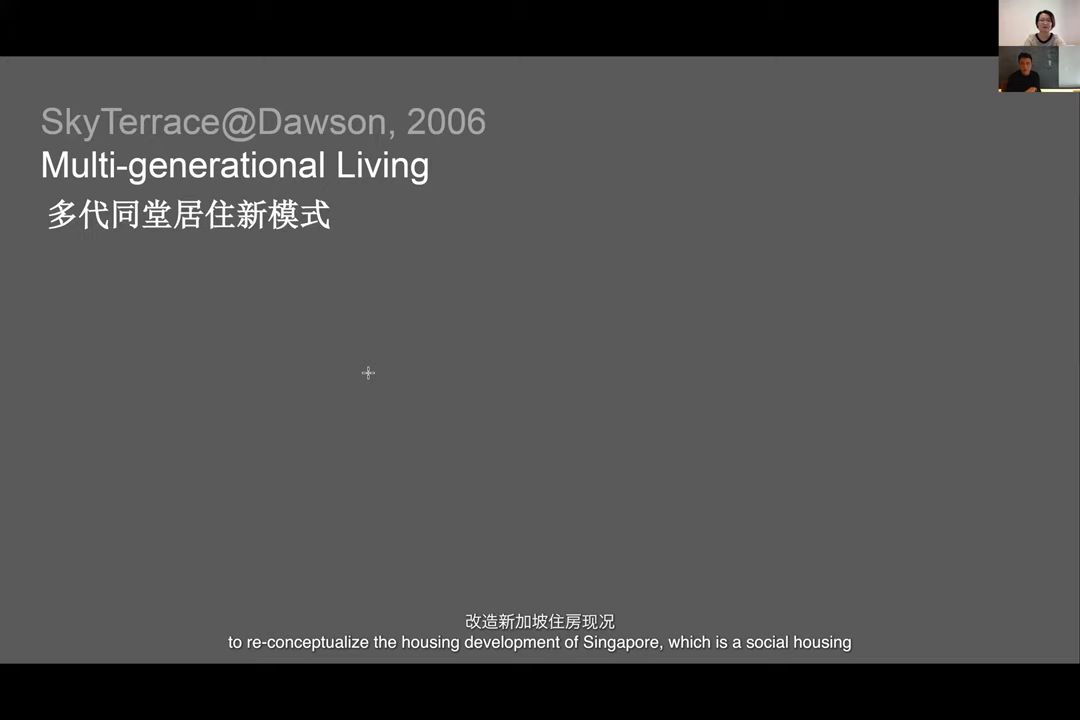 SkyTerrace@Dawson, 2006
Multi-generational Living
多代同堂居住新模式
改造新加坡住房现况
to re-conceptualize the housing development of Singapore, which is a social housing